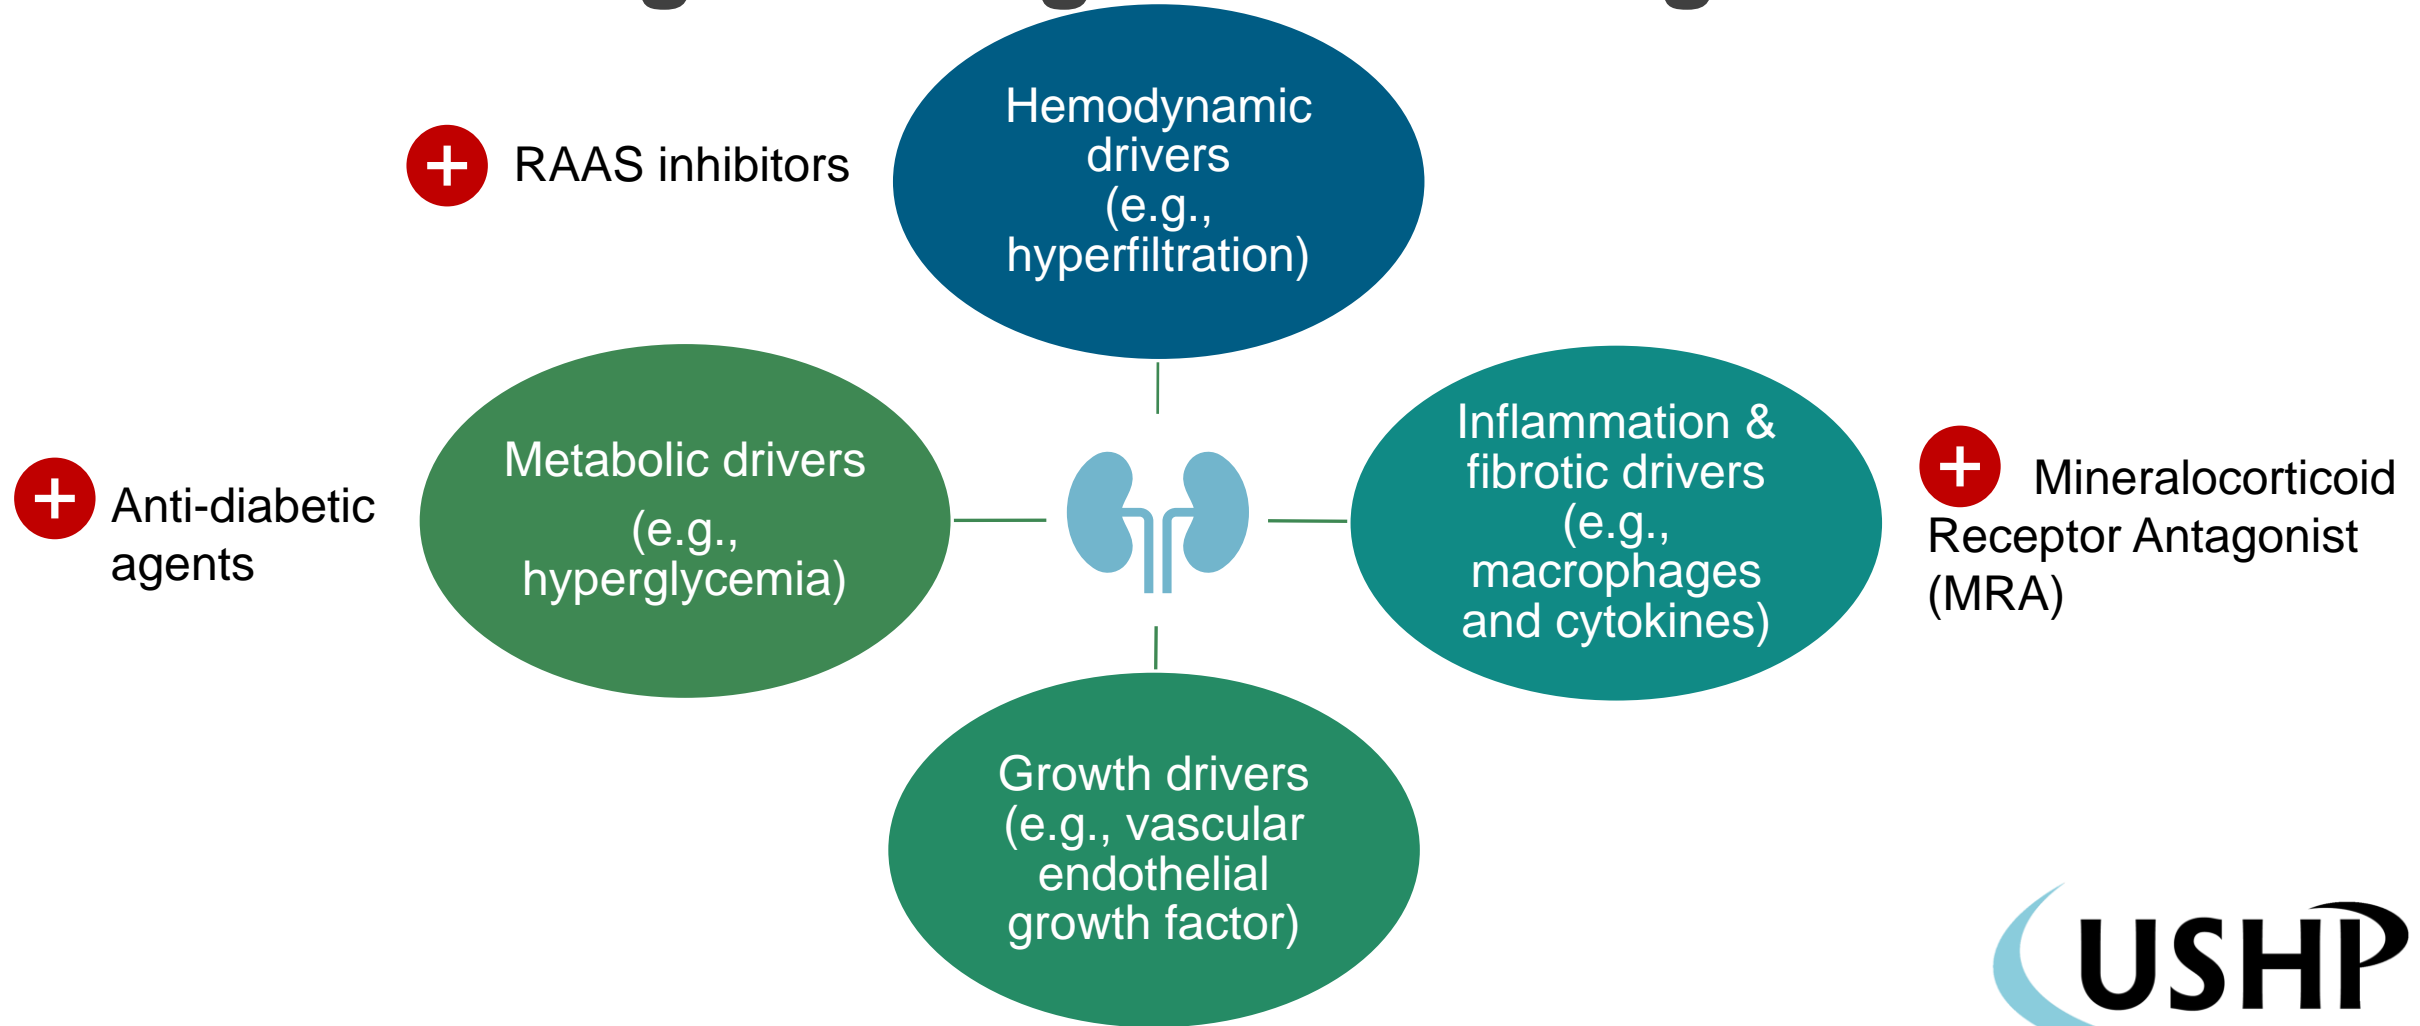 RAAS inhibitors
Hemodynamic
drivers
(e.g.,
hyperfiltration)
Anti-diabetic
agents
Metabolic drivers
(e.g.,
hyperglycemia)
Inflammation &
fibrotic drivers
(e.g.,
macrophages
and cytokines)
Mineralocorticoid
Receptor Antagonist
(MRA)
Growth drivers
(e.g., vascular
endothelial
growth factor)
USHP